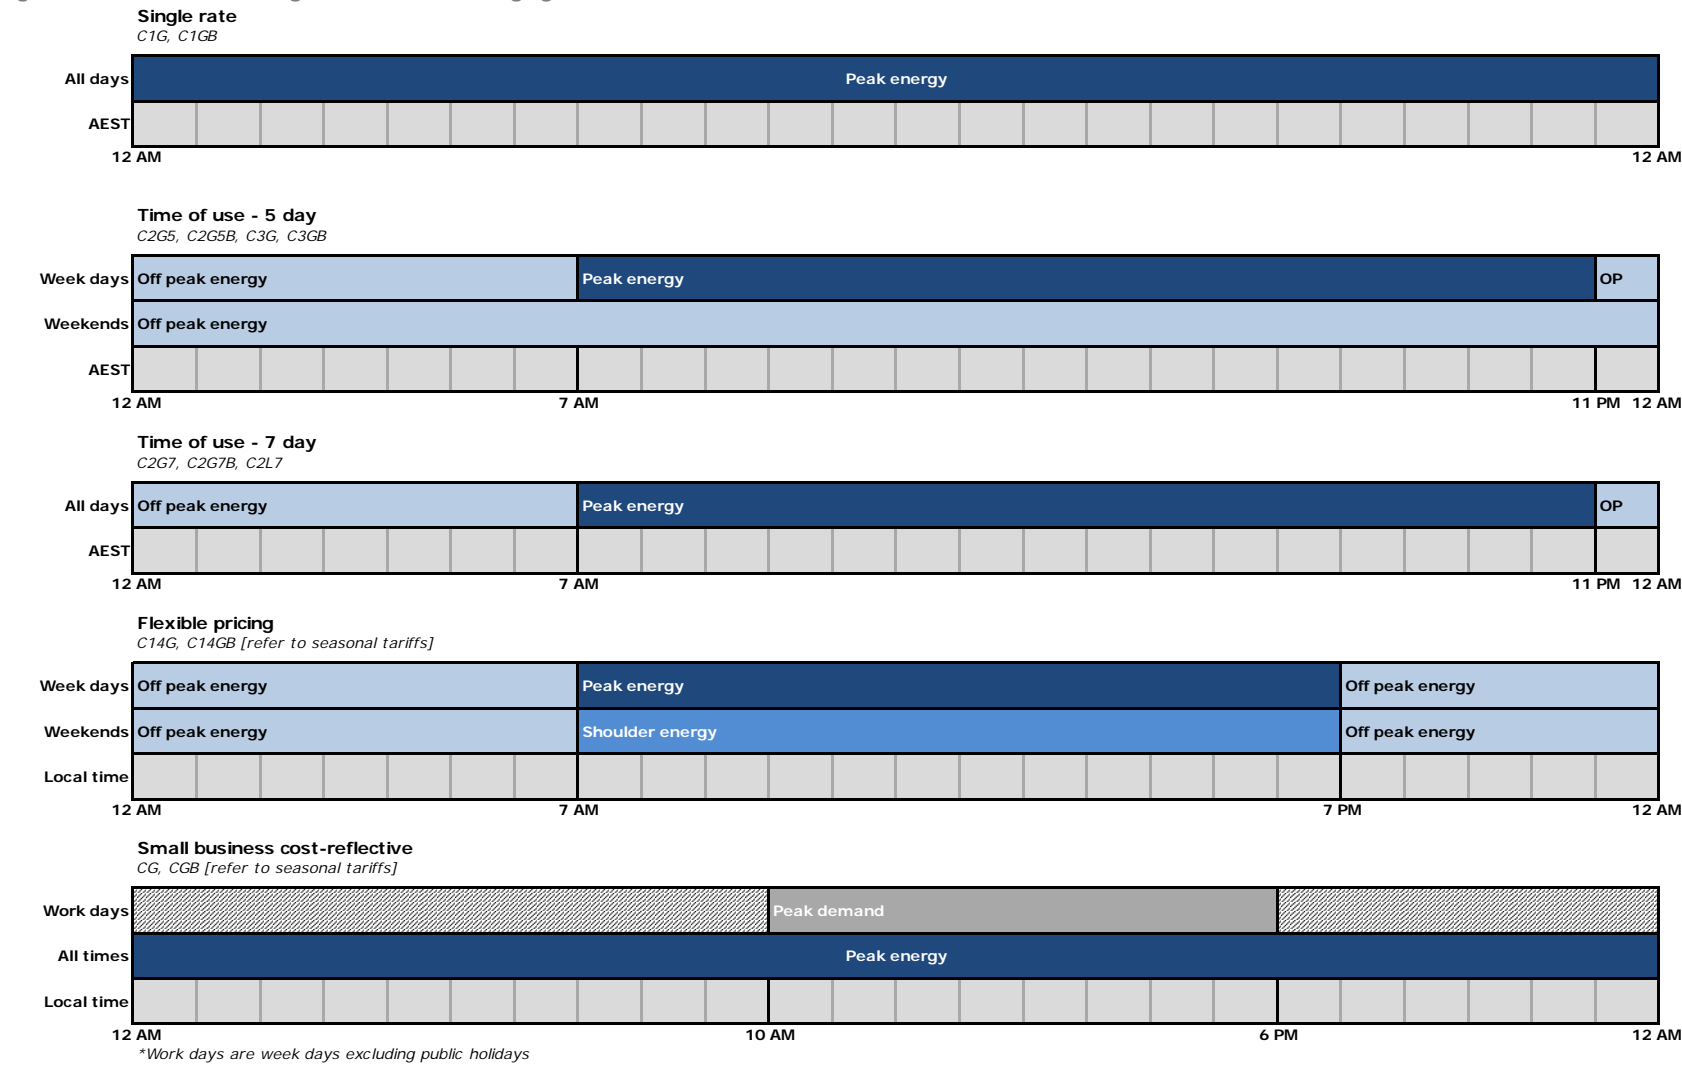 Single rate
C1G, C1GB
All days Peak energy
AEST
12 AM 12 AM
Time of use - 5 day
C2G5, C2G5B, C3G, C3GB
Week days Off peak energy Peak energy OP
Weekends Off peak energy
AEST
12 AM 7 AM 11 PM 12 AM
Time of use - 7 day
C2G7, C2G7B, C2L7
All days Off peak energy Peak energy OP
AEST
12 AM 7 AM 11 PM 12 AM
Flexible pricing
C14G, C14GB [refer to seasonal tariffs]
Week days Off peak energy Peak energy Off peak energy
Weekends Off peak energy Shoulder energy Off peak energy
Local time
12 AM 7 AM 7 PM 12 AM
Small business cost-reflective
CG, CGB [refer to seasonal tariffs]
Work days Peak demand
All times Peak energy
Local time
12 AM 10 AM 6 PM 12 AM
*Work days are week days excluding public holidays